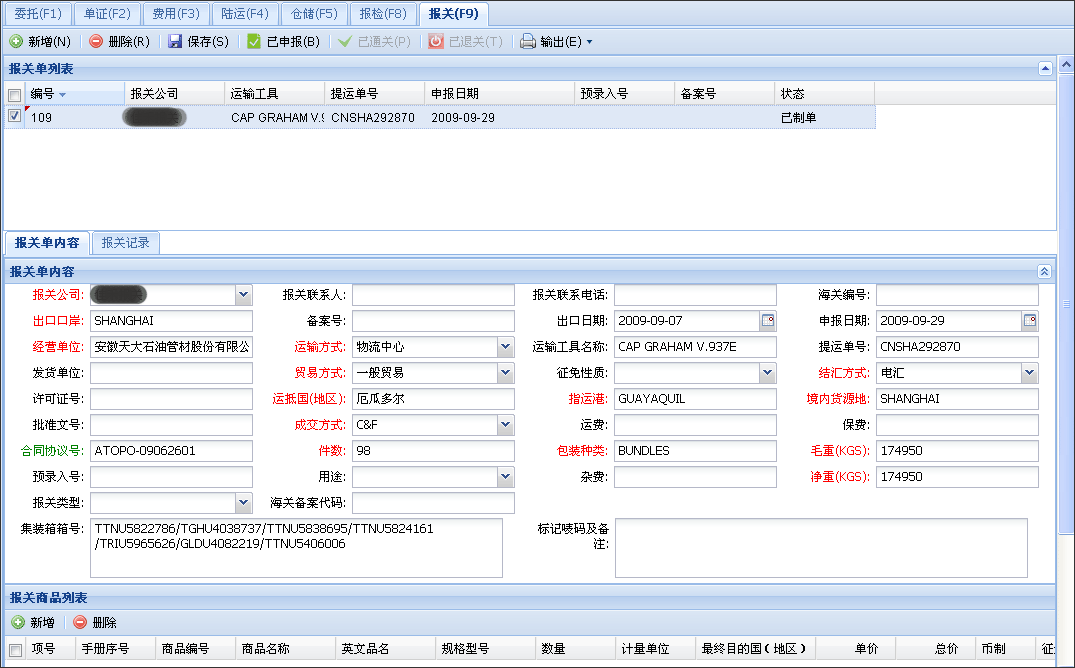 委托(F1) 单证(F2) 费用(F3) 陆运(F4) 仓储(F5) 报检(F8) 报关(F9)
新增(N) 删除(R) 保存(S) 已申报(B) 已通关(P) 已退关(T) 输出(E)
报关单列表
编号 报关公司 运输工具 提运单号 申报日期 预录入号 备案号 状态
109 CAP GRAHAM V.9 CNSHA292870 2009-09-29 已制单
报关单内容 报关记录
报关单内容
报关公司: 报关联系人: 报关联系电话: 海关编号:
出口口岸: SHANGHAI 备案号: 出口日期: 2009-09-07 申报日期: 2009-09-29
经营单位: 安徽天大石油管材股份有限公 运输方式: 物流中心 运输工具名称: CAP GRAHAM V.937E 提运单号: CNSHA292870
发货单位: 贸易方式: 一般贸易 征免性质: 结汇方式: 电汇
许可证号: 运抵国(地区): 厄瓜多尔 指运港: GUAYAQUIL 境内货源地: SHANGHAI
批准文号: 成交方式: C&F 运费: 保费:
合同协议号: ATOPO-09062601 件数: 98 包装种类: BUNDLES 毛重(KGS): 174950
预录入号: 用途: 杂费: 净重(KGS): 174950
报关类型: 海关备案代码:
集装箱箱号: TTNU5822786/TGHU4038737/TTNU5838695/TTNU5824161 标记唛码及备
/TRIU5965626/GLDU4082219/TTNU5406006 注:
报关商品列表
新增 删除
项号 手册序号 商品编号 商品名称 英文品名 规格型号 数量 计量单位 最终目的国(地区) 单价 总价 币制 征